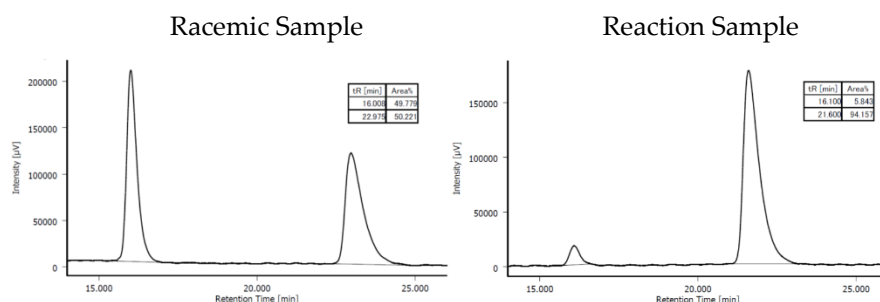 Racemic Sample
Reaction Sample
Intensity [µV]
200000
150000
100000
50000
0
tR [min] Area%
16.008 49.779
22.975 50.221
15.000 20.000 25.000
Retention Time [min]
Intensity [µV]
150000
100000
50000
0
tR [min] Area%
16.100 5.843
21.600 94.157
15.000 20.000 25.000
Retention Time [min]